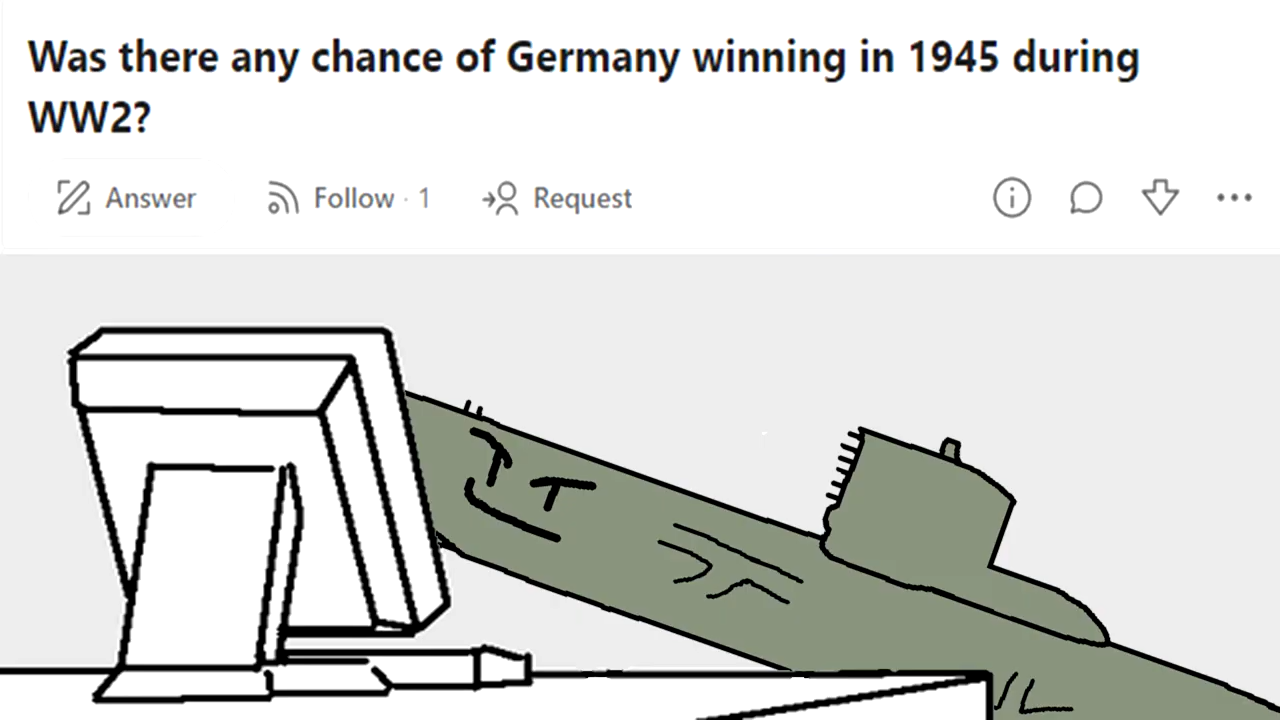 Was there any chance of Germany winning in 1945 during
WW2?
Answer Follow · 1 Request